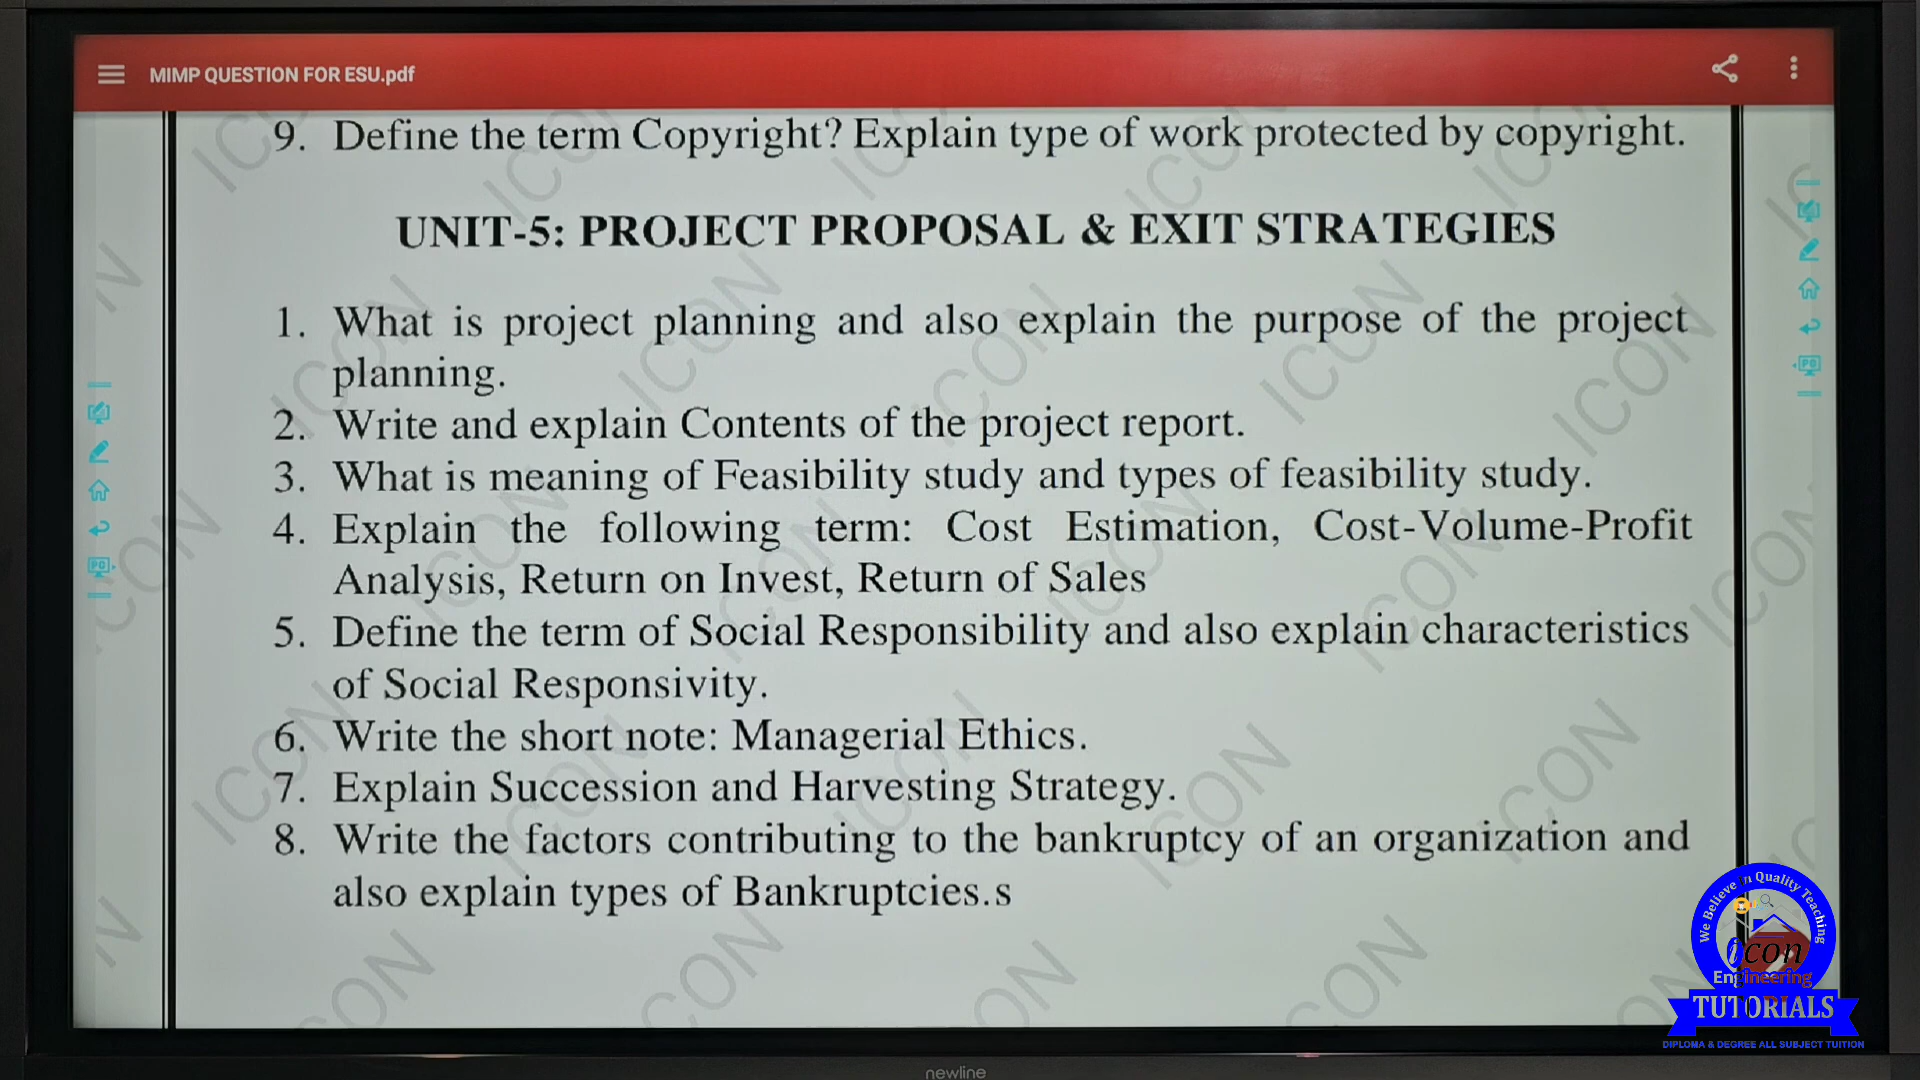 MIMP QUESTION FOR ESU.pdf
9. Define the term Copyright? Explain type of work protected by copyright.
UNIT-5: PROJECT PROPOSAL & EXIT STRATEGIES
1. What is project planning and also explain the purpose of the project
planning.
2. Write and explain Contents of the project report.
3. What is meaning of Feasibility study and types of feasibility study.
4. Explain the following term: Cost Estimation, Cost-Volume-Profit
Analysis, Return on Invest, Return of Sales
5. Define the term of Social Responsibility and also explain characteristics
of Social Responsivity.
6. Write the short note: Managerial Ethics.
7. Explain Succession and Harvesting Strategy.
8. Write the factors contributing to the bankruptcy of an organization and
also explain types of Bankruptcies.s
ICON
We Believe In Quality Teaching
icon
Engineering
TUTORIALS
DIPLOMA & DEGREE ALL SUBJECT TUITION
newline